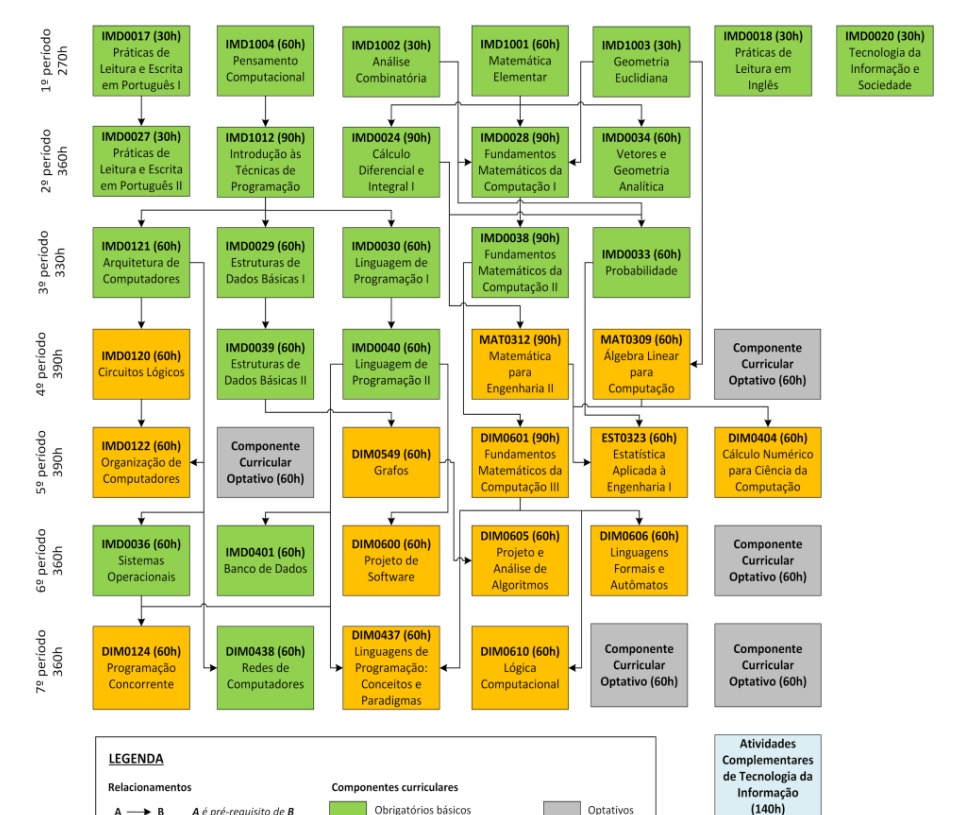 1º período
270h
IMD0017 (30h)
Práticas de
Leitura e Escrita
em Português I
IMD1004 (60h)
Pensamento
Computacional
IMD1002 (30h)
Análise
Combinatória
IMD1001 (60h)
Matemática
Elementar
IMD1003 (30h)
Geometria
Euclidiana
IMD0018 (30h)
Práticas de
Leitura em
Inglês
IMD0020 (30h)
Tecnologia da
Informação e
Sociedade
2º período
360h
IMD0027 (30h)
Práticas de
Leitura e Escrita
em Português II
IMD1012 (90h)
Introdução às
Técnicas de
Programação
IMD0024 (90h)
Cálculo
Diferencial e
Integral I
IMD0028 (90h)
Fundamentos
Matemáticos da
Computação I
IMD0034 (60h)
Vetores e
Geometria
Analítica
3º período
330h
IMD0121 (60h)
Arquitetura de
Computadores
IMD0029 (60h)
Estruturas de
Dados Básicas I
IMD0030 (60h)
Linguagem de
Programação I
IMD0038 (90h)
Fundamentos
Matemáticos da
Computação II
IMD0033 (60h)
Probabilidade
4º período
390h
IMD0120 (60h)
Circuitos Lógicos
IMD0039 (60h)
Estruturas de
Dados Básicas II
IMD0040 (60h)
Linguagem de
Programação II
MAT0312 (90h)
Matemática
para
Engenharia II
MAT0309 (60h)
Álgebra Linear
para
Computação
Componente
Curricular
Optativo (60h)
5º período
390h
IMD0122 (60h)
Organização de
Computadores
Componente
Curricular
Optativo (60h)
DIM0549 (60h)
Grafos
DIM0601 (90h)
Fundamentos
Matemáticos da
Computação III
EST0323 (60h)
Estatística
Aplicada à
Engenharia I
DIM0404 (60h)
Cálculo Numérico
para Ciência da
Computação
6º período
360h
IMD0036 (60h)
Sistemas
Operacionais
IMD0401 (60h)
Banco de Dados
DIM0600 (60h)
Projeto de
Software
DIM0605 (60h)
Projeto e
Análise de
Algoritmos
DIM0606 (60h)
Linguagens
Formais e
Autômatos
Componente
Curricular
Optativo (60h)
7º período
360h
DIM0124 (60h)
Programação
Concorrente
DIM0438 (60h)
Redes de
Computadores
DIM0437 (60h)
Linguagens de
Programação:
Conceitos e
Paradigmas
DIM0610 (60h)
Lógica
Computacional
Componente
Curricular
Optativo (60h)
Componente
Curricular
Optativo (60h)
LEGENDA
Relacionamentos
A B A é pré-requisito de B
Componentes curriculares
Obrigatórios básicos
Optativos
Atividades
Complementares
de Tecnologia da
Informação
(140h)